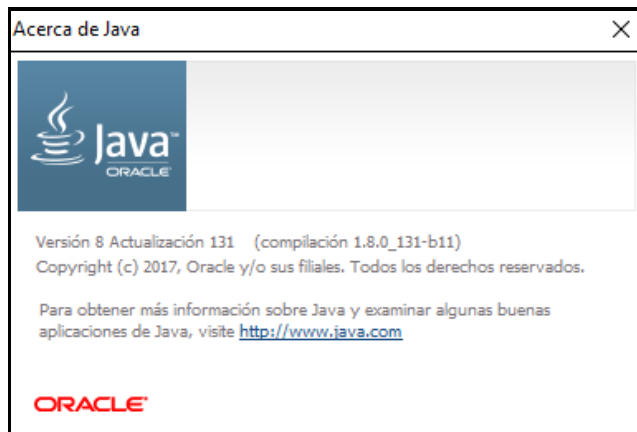 Acerca de Java
Java™
ORACLE
Versión 8 Actualización 131 (compilación 1.8.0_131-b11)
Copyright (c) 2017, Oracle y/o sus filiales. Todos los derechos reservados.
Para obtener más información sobre Java y examinar algunas buenas
aplicaciones de Java, visite http://www.java.com
ORACLE